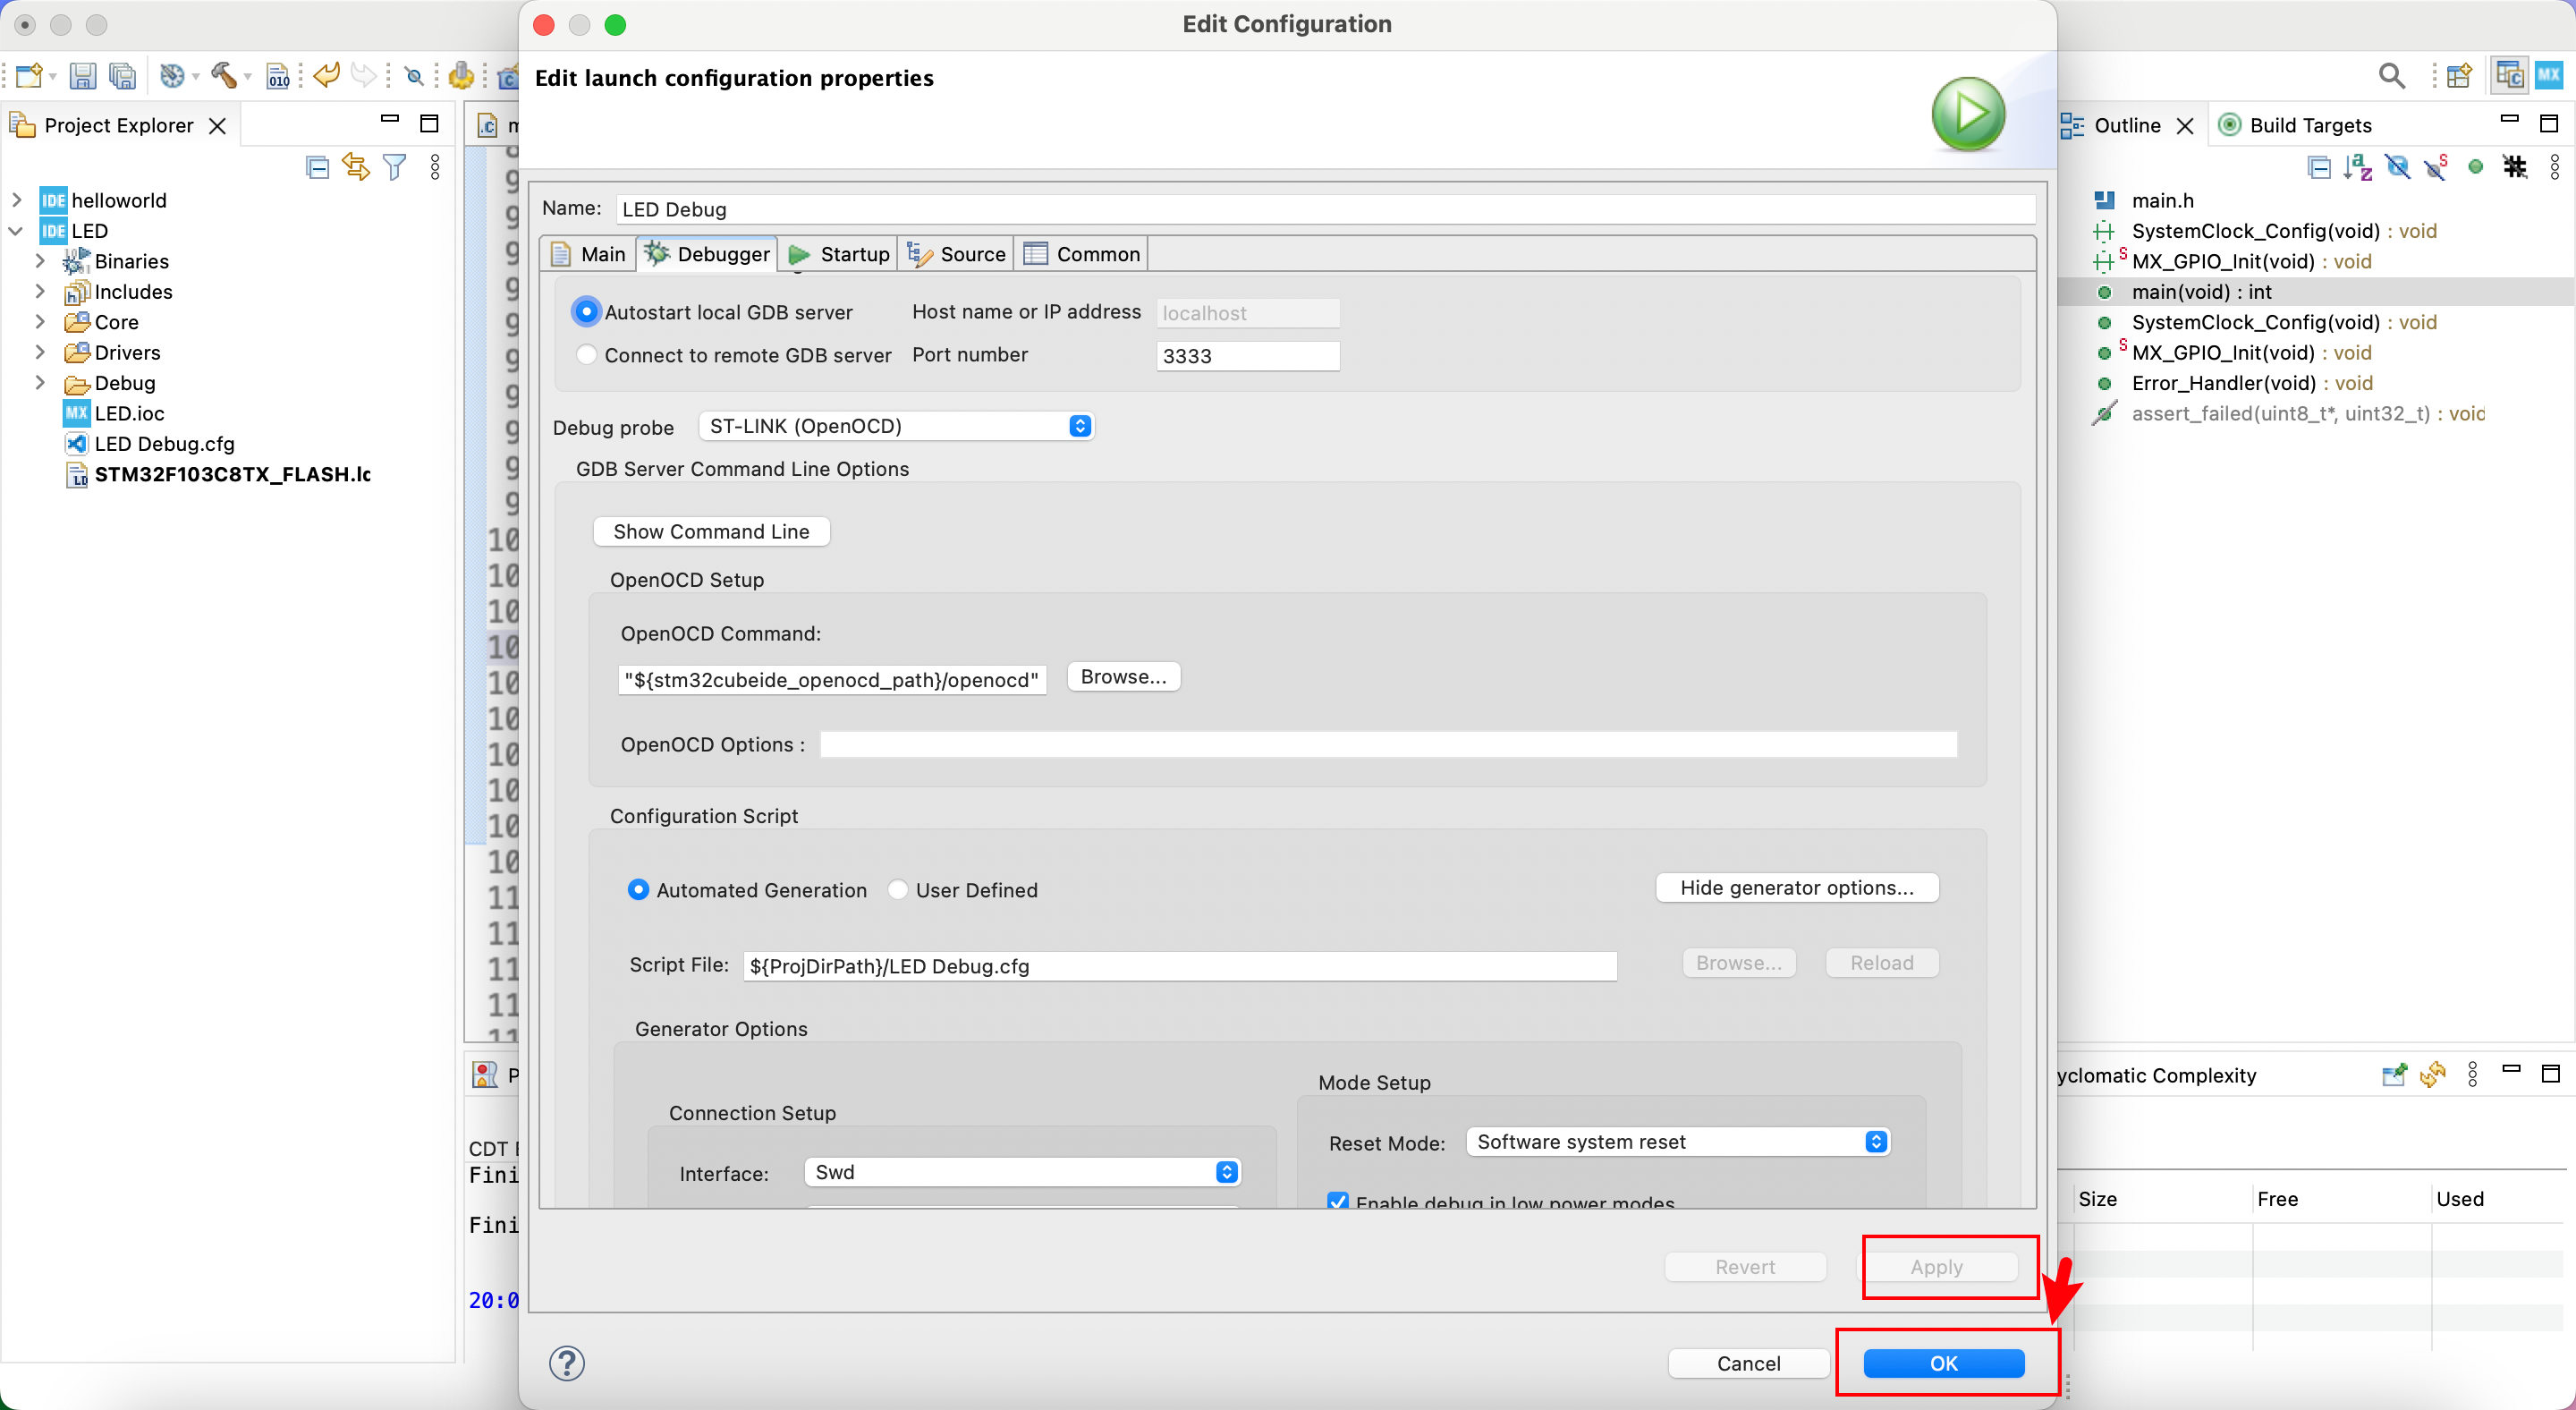 Edit Configuration
Edit launch configuration properties
010
MX
Project Explorer
Outline
Build Targets
helloworld
LED
Binaries
Includes
Core
Drivers
Debug
LED.ioc
LED Debug.cfg
STM32F103C8TX_FLASH.ld
Name: LED Debug
Main
Debugger
Startup
Source
Common
Autostart local GDB server
Host name or IP address
localhost
Connect to remote GDB server
Port number
3333
Debug probe
ST-LINK (OpenOCD)
GDB Server Command Line Options
Show Command Line
OpenOCD Setup
OpenOCD Command:
"${stm32cubeide_openocd_path}/openocd"
Browse...
OpenOCD Options :
Configuration Script
Automated Generation
User Defined
Hide generator options...
Script File:
${ProjDirPath}/LED Debug.cfg
Browse...
Reload
Generator Options
Mode Setup
Connection Setup
Reset Mode:
Software system reset
Interface:
Swd
Enable debug in low power modes
Revert
Apply
Cancel
OK
main.h
SystemClock_Config(void) : void
MX_GPIO_Init(void) : void
main(void) : int
SystemClock_Config(void) : void
MX_GPIO_Init(void) : void
Error_Handler(void) : void
assert_failed(uint8_t*, uint32_t) : void
yclomatic Complexity
Size
Free
Used
CDT
Fini
Fini
20:0